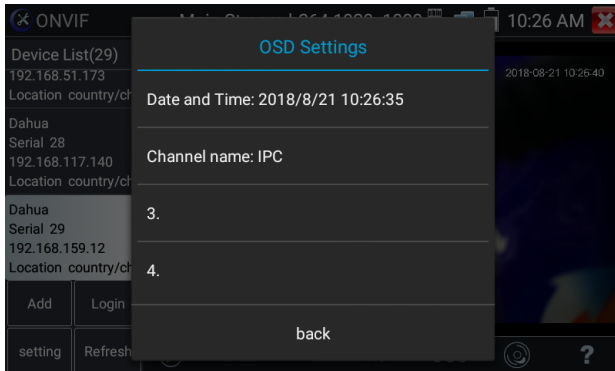 ONVIF
10:26 AM
Device List(29)
192.168.51.173
Location country/ch
Dahua
Serial 28
192.168.117.140
Location country/ch
Dahua
Serial 29
192.168.159.12
Location country/ch
Add
Login
setting
Refresh
OSD Settings
Date and Time: 2018/8/21 10:26:35
Channel name: IPC
3.
4.
back
2018-08-21 10:26:40
?